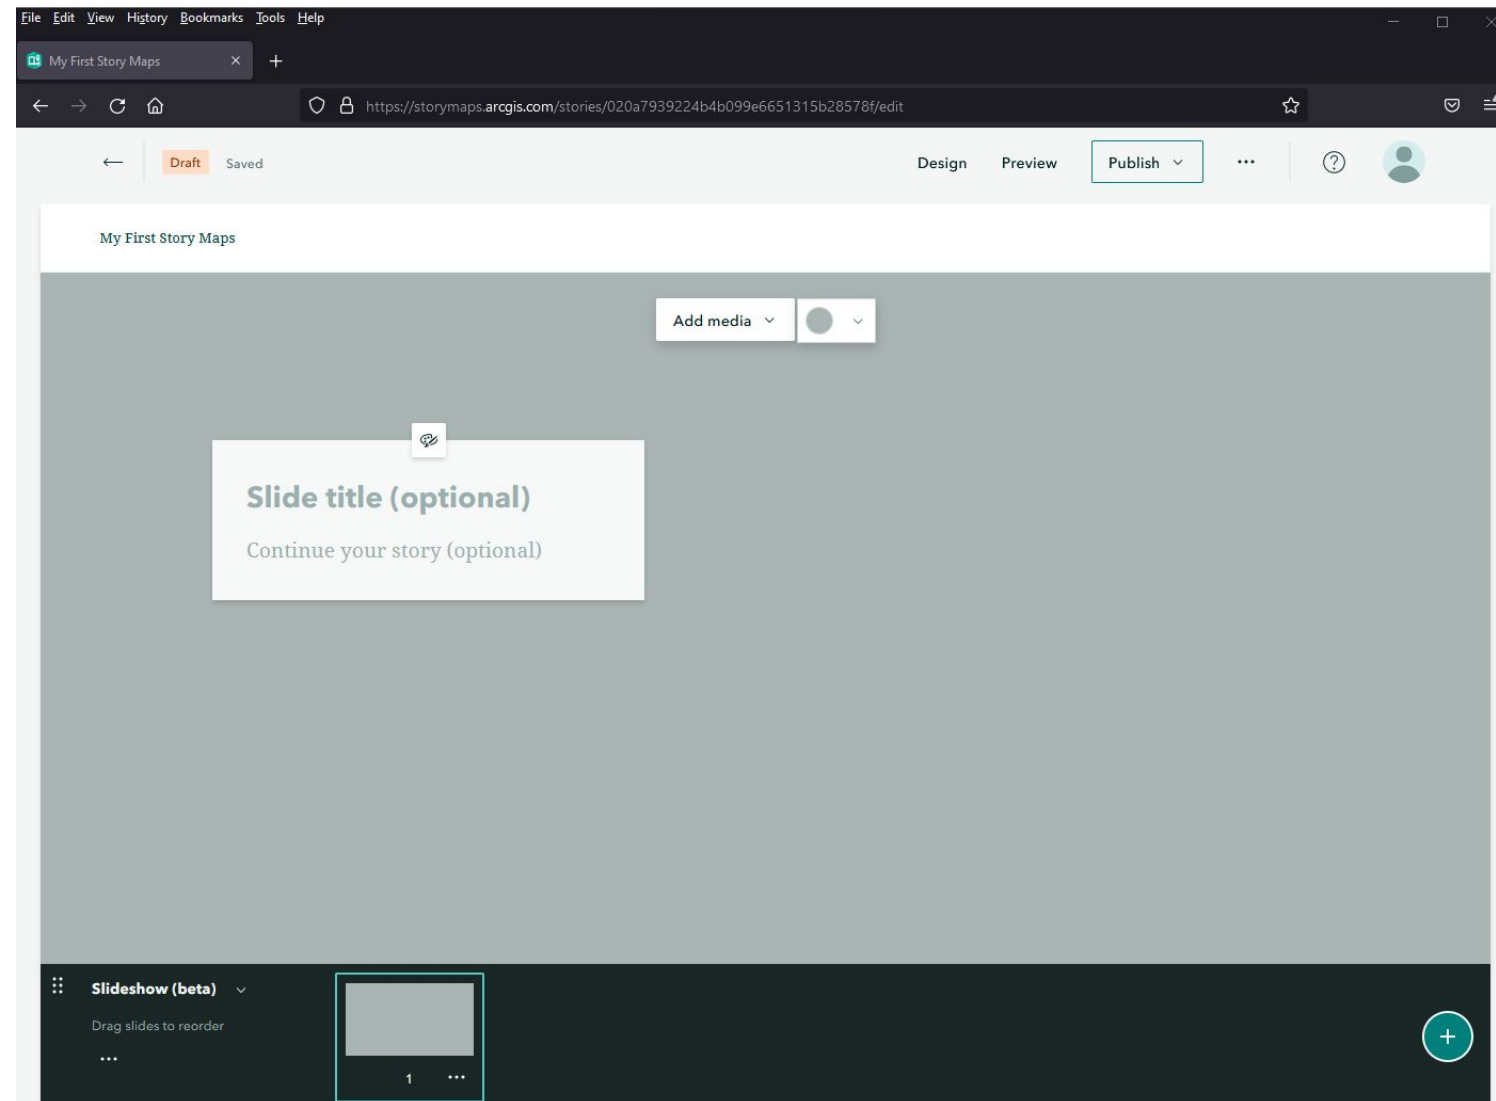 File Edit View History Bookmarks Tools Help
My First Story Maps
https://storymaps.arcgis.com/stories/020a7939224b4b099e6651315b28578f/edit
Draft Saved Design Preview Publish
My First Story Maps
Add media
Slide title (optional)
Continue your story (optional)
Slideshow (beta)
Drag slides to reorder
1